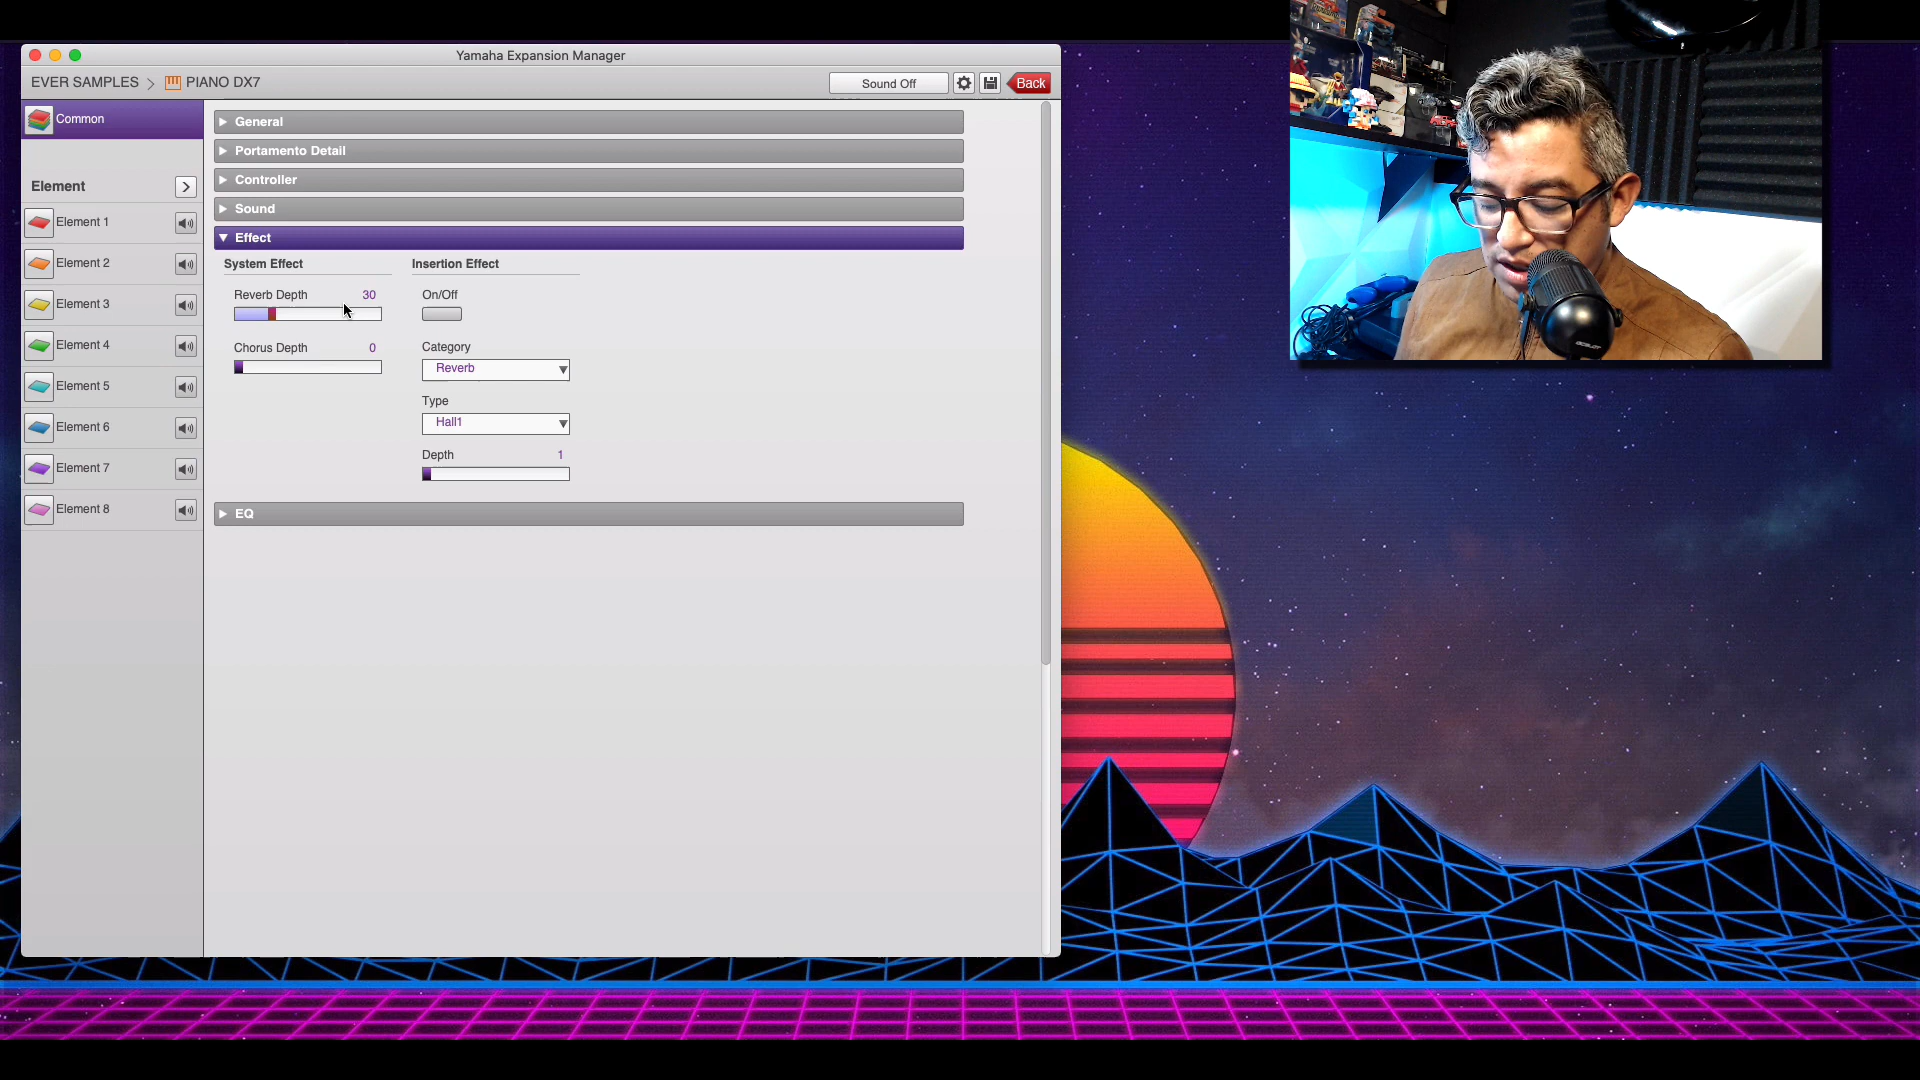 Yamaha Expansion Manager
EVER SAMPLES > PIANO DX7
Sound Off
Back
Common
Element
Element 1
Element 2
Element 3
Element 4
Element 5
Element 6
Element 7
Element 8
General
Portamento Detail
Controller
Sound
Effect
System Effect
Reverb Depth 30
Chorus Depth 0
Insertion Effect
On/Off
Category
Reverb
Type
Hall1
Depth 1
EQ